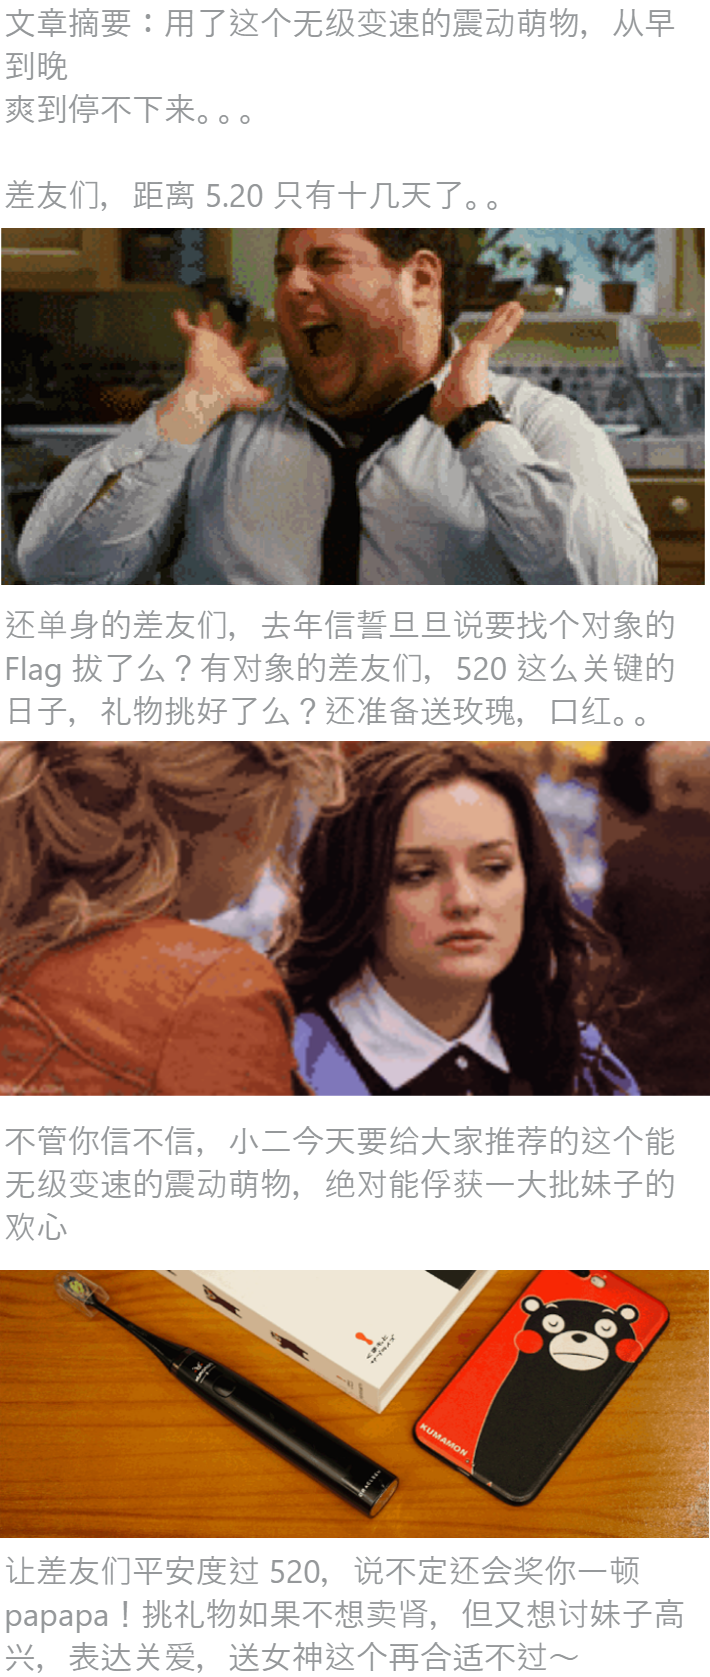 文章摘要：用了这个无级变速的震动萌物，从早
到晚
爽到停不下来。。。
差友们，距离 5.20 只有十几天了。。
还单身的差友们，去年信誓旦旦说要找个对象的
Flag 拔了么？有对象的差友们，520 这么关键的
日子，礼物挑好了么？还准备送玫瑰，口红。。
不管你信不信，小二今天要给大家推荐的这个能
无级变速的震动萌物，绝对能俘获一大批妹子的
欢心
KUMAMON
让差友们平安度过 520，说不定还会奖你一顿
papapa！挑礼物如果不想卖肾，但又想讨妹子高
兴，表达关爱，送女神这个再合适不过～